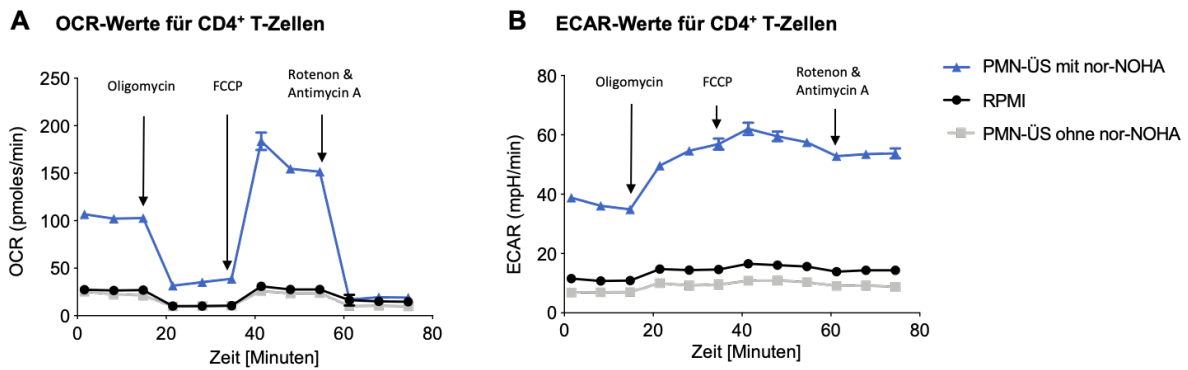 A OCR-Werte für CD4⁺ T-Zellen
250
200
150
100
50
0
OCR (pmoles/min)
Oligomycin
FCCP
Rotenon &
Antimycin A
0 20 40 60 80
Zeit [Minuten]
B ECAR-Werte für CD4⁺ T-Zellen
80
60
40
20
0
ECAR (mpH/min)
Oligomycin
FCCP
Rotenon &
Antimycin A
0 20 40 60 80
Zeit [Minuten]
PMN-ÜS mit nor-NOHA
RPMI
PMN-ÜS ohne nor-NOHA